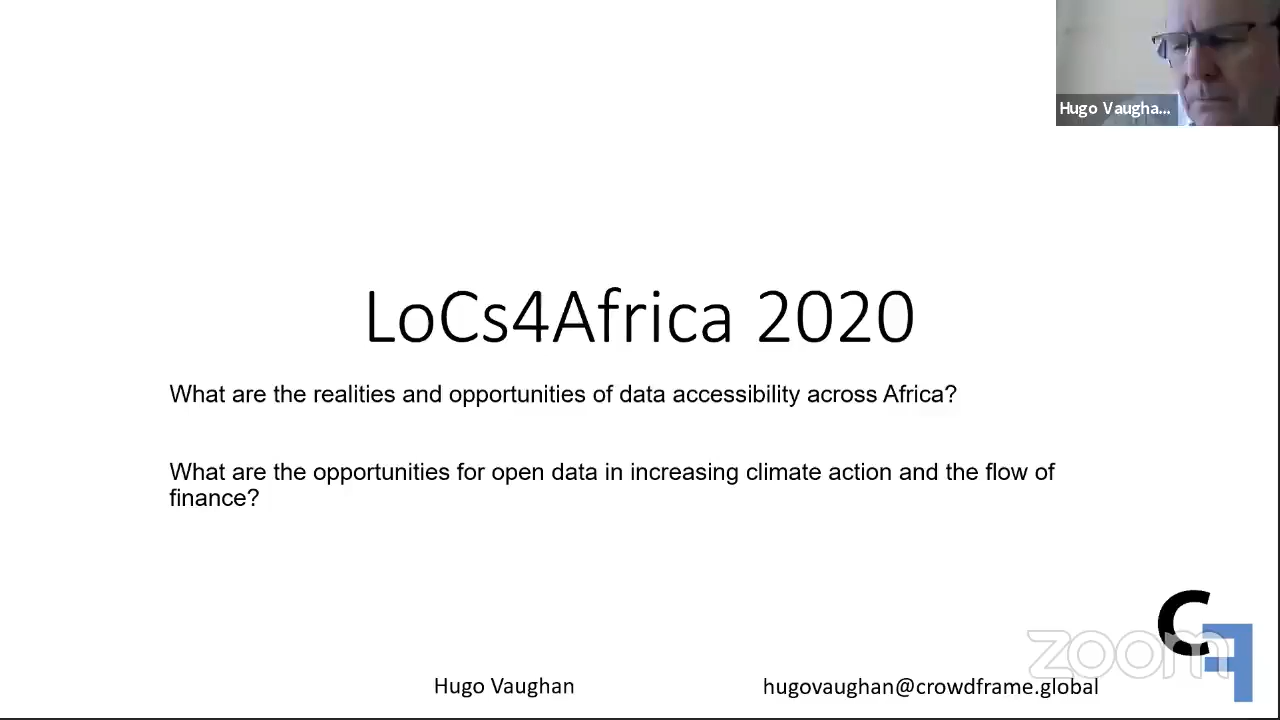 Hugo Vaugha...
LoCs4Africa 2020
What are the realities and opportunities of data accessibility across Africa?
What are the opportunities for open data in increasing climate action and the flow of
finance?
CF
zoom
Hugo Vaughan
hugovaughan@crowdframe.global